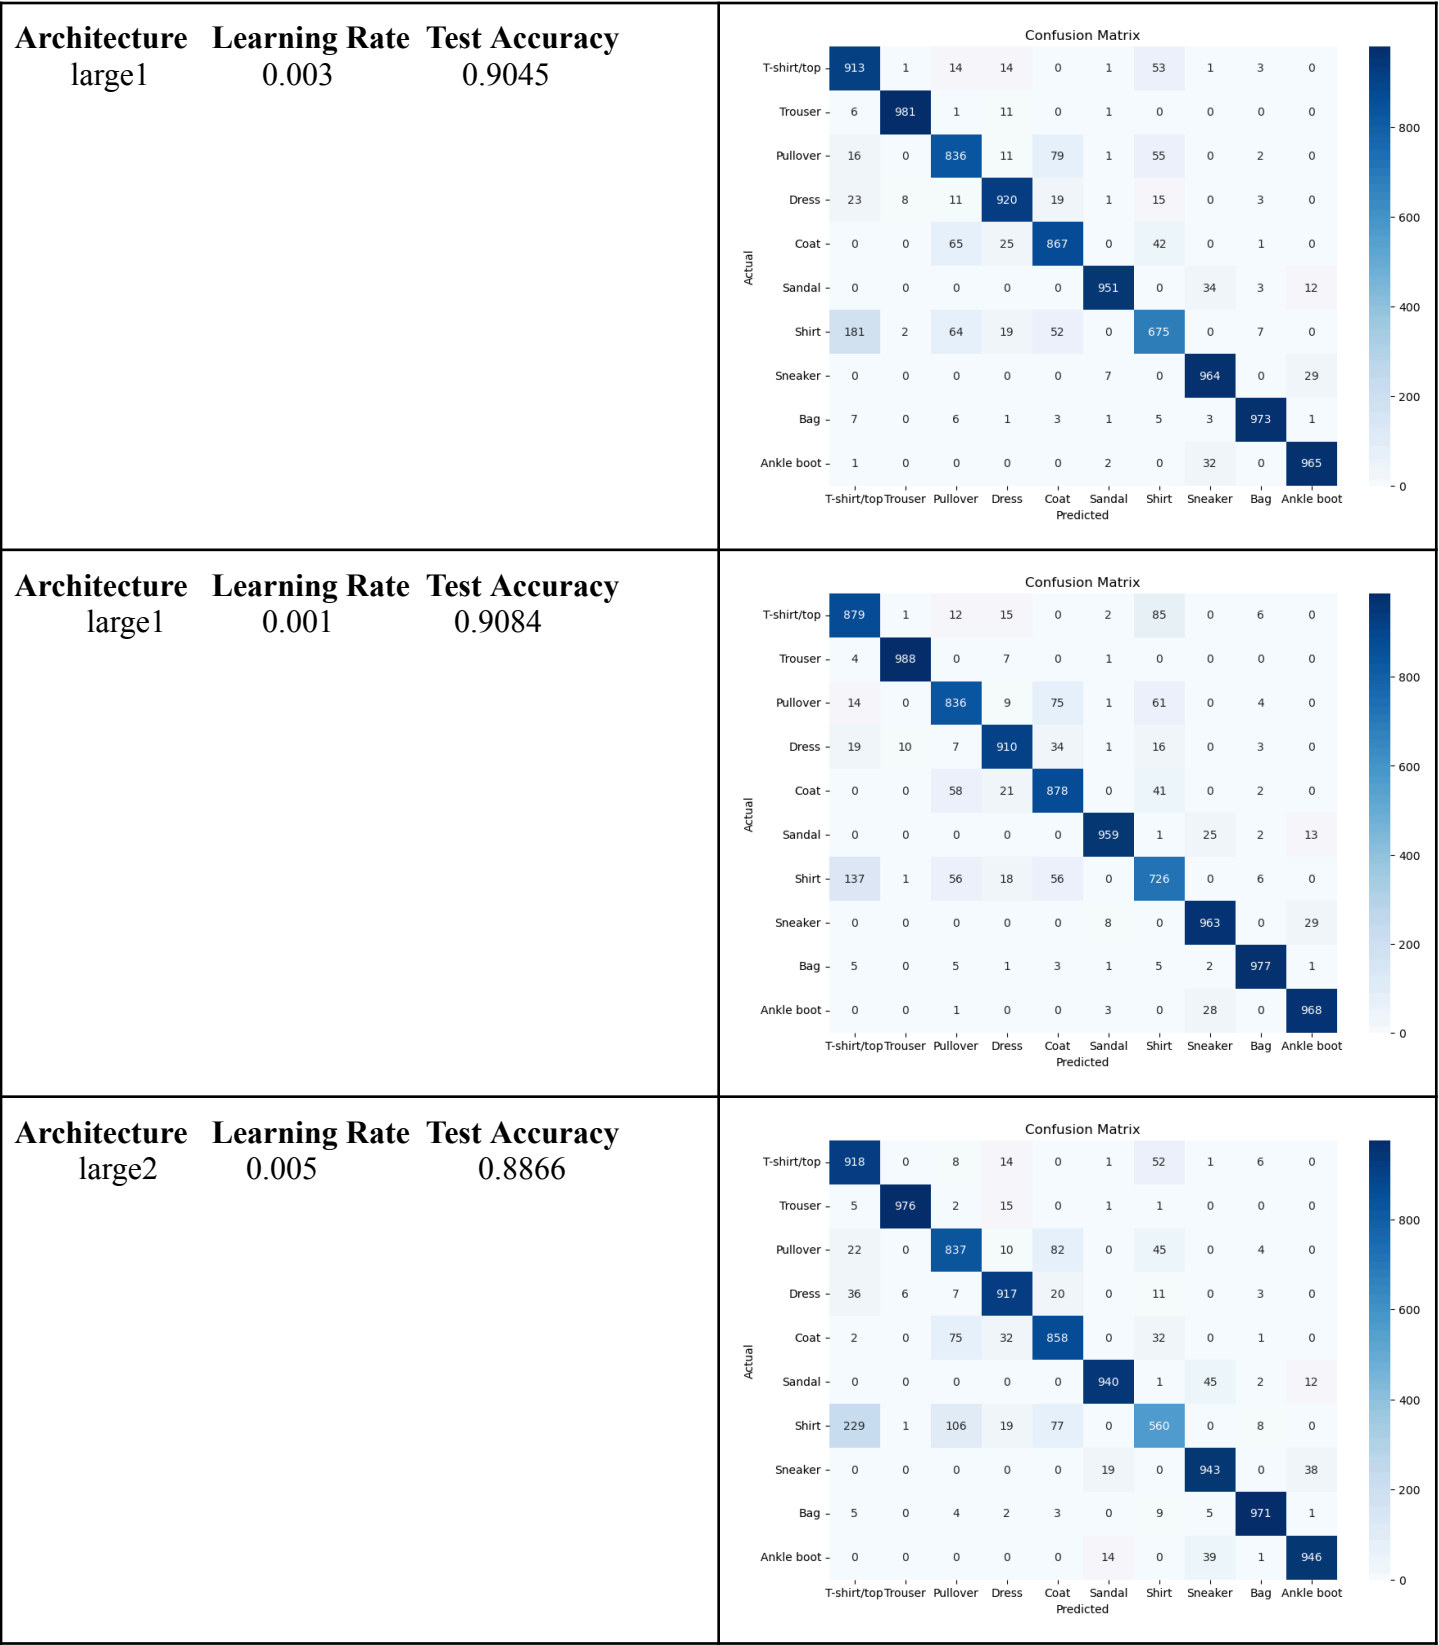 Architecture Learning Rate Test Accuracy
large1 0.003 0.9045
Confusion Matrix
T-shirt/top 913 1 14 14 0 1 53 1 3 0
Trouser 6 981 1 11 0 1 0 0 0 0
Pullover 16 0 836 11 79 1 55 0 2 0
Dress 23 8 11 920 19 1 15 0 3 0
Coat 0 0 65 25 867 0 42 0 1 0
Sandal 0 0 0 0 0 951 0 34 3 12
Shirt 181 2 64 19 52 0 675 0 7 0
Sneaker 0 0 0 0 0 7 0 964 0 29
Bag 7 0 6 1 3 1 5 3 973 1
Ankle boot 1 0 0 0 0 2 0 32 0 965
T-shirt/top Trouser Pullover Dress Coat Sandal Shirt Sneaker Bag Ankle boot
Predicted
Actual
800
600
400
200
0
Architecture Learning Rate Test Accuracy
large1 0.001 0.9084
Confusion Matrix
T-shirt/top 879 1 12 15 0 2 85 0 6 0
Trouser 4 988 0 7 0 1 0 0 0 0
Pullover 14 0 836 9 75 1 61 0 4 0
Dress 19 10 7 910 34 1 16 0 3 0
Coat 0 0 58 21 878 0 41 0 2 0
Sandal 0 0 0 0 0 959 1 25 2 13
Shirt 137 1 56 18 56 0 726 0 6 0
Sneaker 0 0 0 0 0 8 0 963 0 29
Bag 5 0 5 1 3 1 5 2 977 1
Ankle boot 0 0 1 0 0 3 0 28 0 968
T-shirt/top Trouser Pullover Dress Coat Sandal Shirt Sneaker Bag Ankle boot
Predicted
Actual
800
600
400
200
0
Architecture Learning Rate Test Accuracy
large2 0.005 0.8866
Confusion Matrix
T-shirt/top 918 0 8 14 0 1 52 1 6 0
Trouser 5 976 2 15 0 1 1 0 0 0
Pullover 22 0 837 10 82 0 45 0 4 0
Dress 36 6 7 917 20 0 11 0 3 0
Coat 2 0 75 32 858 0 32 0 1 0
Sandal 0 0 0 0 0 940 1 45 2 12
Shirt 229 1 106 19 77 0 560 0 8 0
Sneaker 0 0 0 0 0 19 0 943 0 38
Bag 5 0 4 2 3 0 9 5 971 1
Ankle boot 0 0 0 0 0 14 0 39 1 946
T-shirt/top Trouser Pullover Dress Coat Sandal Shirt Sneaker Bag Ankle boot
Predicted
Actual
800
600
400
200
0